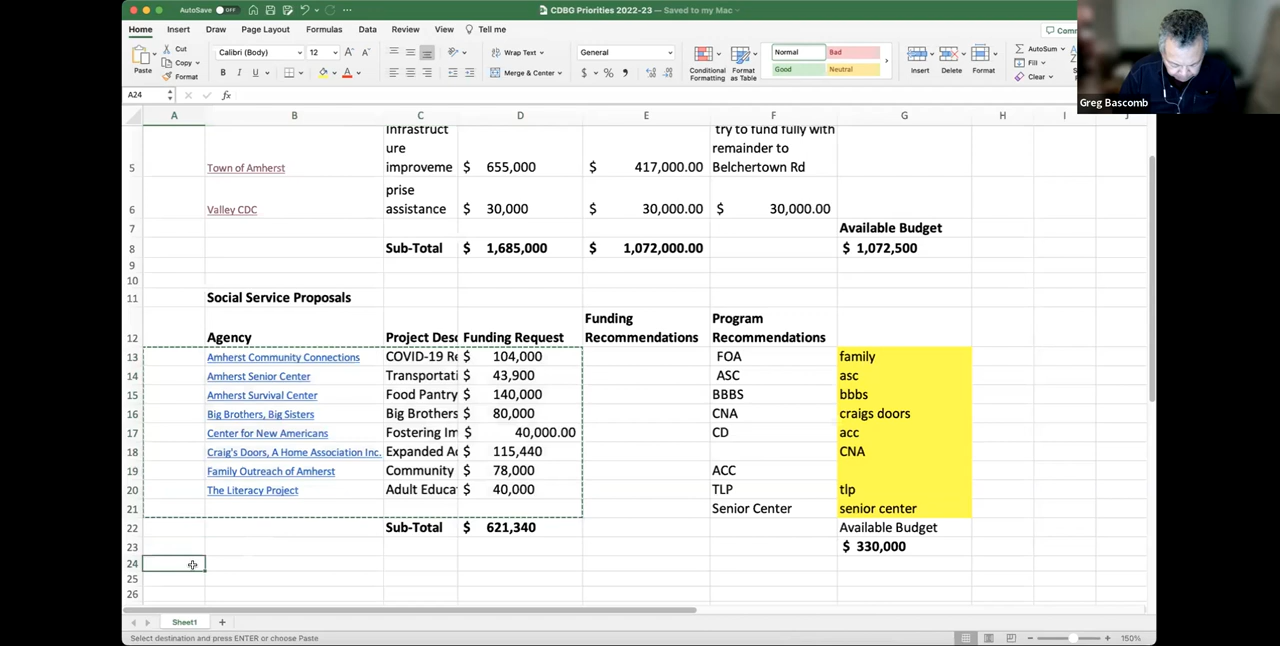 AutoSave OFF CDBG Priorities 2022-23 — Saved to my Mac
Home Insert Draw Page Layout Formulas Data Review View Tell me
Paste Cut Copy Format
Calibri (Body) 12 Wrap Text General
B I U Merge & Center $ %
Conditional Formatting Format as Table
Normal Bad
Good Neutral
Insert Delete Format
AutoSum Fill Clear
Greg Bascomb
A24 fx
A B C D E F G H I J
Infrastruct try to fund fully with
ure remainder to
5 Town of Amherst improveme $ 655,000 $ 417,000.00 Belchertown Rd
prise
6 Valley CDC assistance $ 30,000 $ 30,000.00 $ 30,000.00
7 Available Budget
8 Sub-Total $ 1,685,000 $ 1,072,000.00 $ 1,072,500
9
10
11 Social Service Proposals
Funding Program
12 Agency Project Desc Funding Request Recommendations Recommendations
13 Amherst Community Connections COVID-19 Re $ 104,000 FOA family
14 Amherst Senior Center Transportati $ 43,900 ASC asc
15 Amherst Survival Center Food Pantry $ 140,000 BBBS bbbs
16 Big Brothers, Big Sisters Big Brothers $ 80,000 CNA craigs doors
17 Center for New Americans Fostering Im $ 40,000.00 CD acc
18 Craig's Doors, A Home Association Inc. Expanded Ac $ 115,440 CNA
19 Family Outreach of Amherst Community $ 78,000 ACC
20 The Literacy Project Adult Educa $ 40,000 TLP tlp
21 Senior Center senior center
22 Sub-Total $ 621,340 Available Budget
23 $ 330,000
24
25
26
Sheet1
Select destination and press ENTER or choose Paste 150%